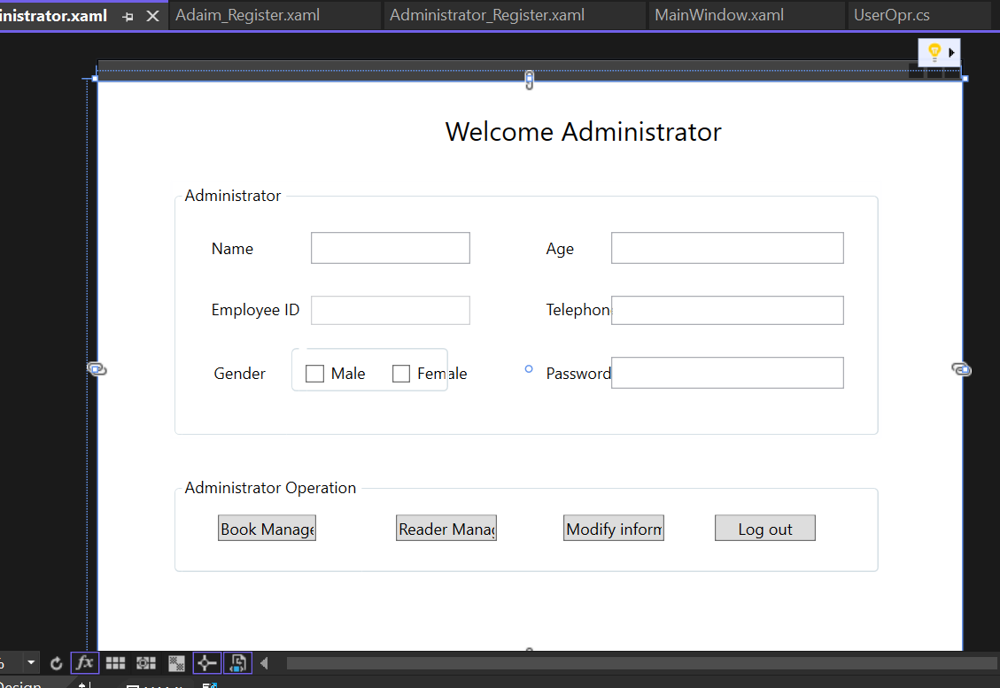 inistrator.xaml Adaim_Register.xaml Administrator_Register.xaml MainWindow.xaml UserOpr.cs
Welcome Administrator
Administrator
Name Age
Employee ID Telephon
Gender Male Female Password
Administrator Operation
Book Manage Reader Manag Modify inform Log out
fx
Design